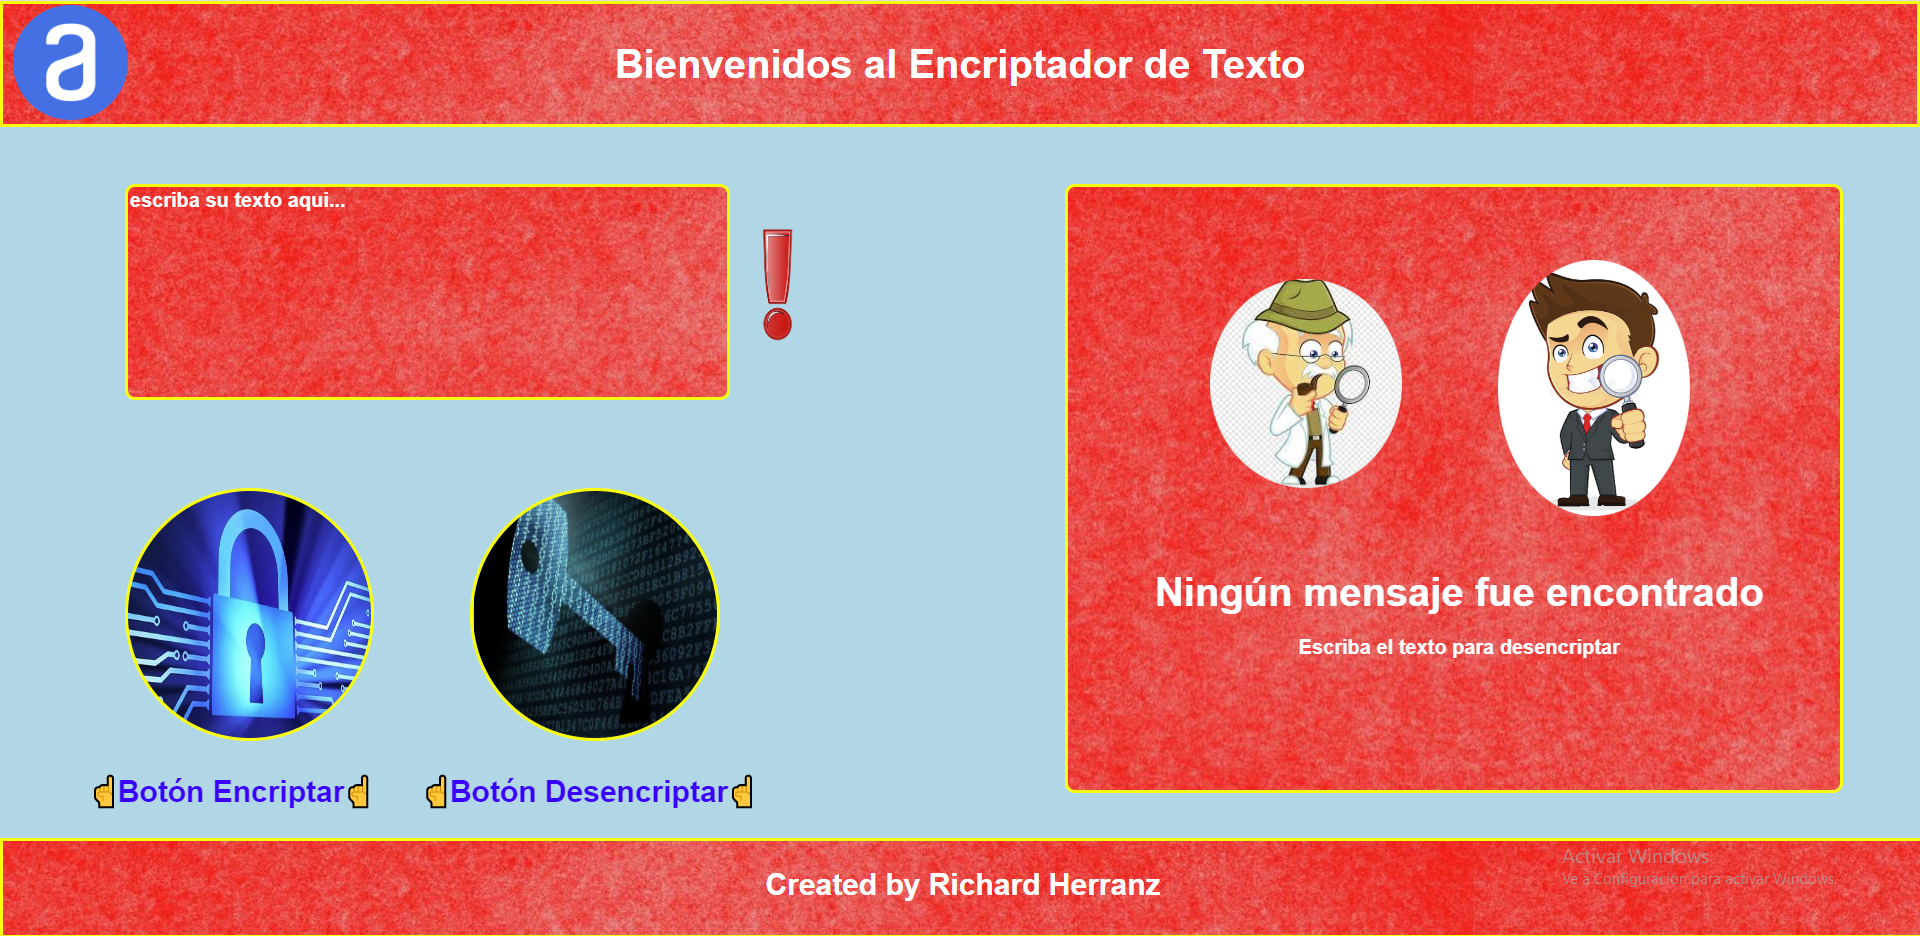 a
Bienvenidos al Encriptador de Texto
escriba su texto aqui...
Ningún mensaje fue encontrado
Escriba el texto para desencriptar
☝Botón Encriptar☝ ☝Botón Desencriptar☝
Created by Richard Herranz
Activar Windows
Ve a Configuración para activar Windows.